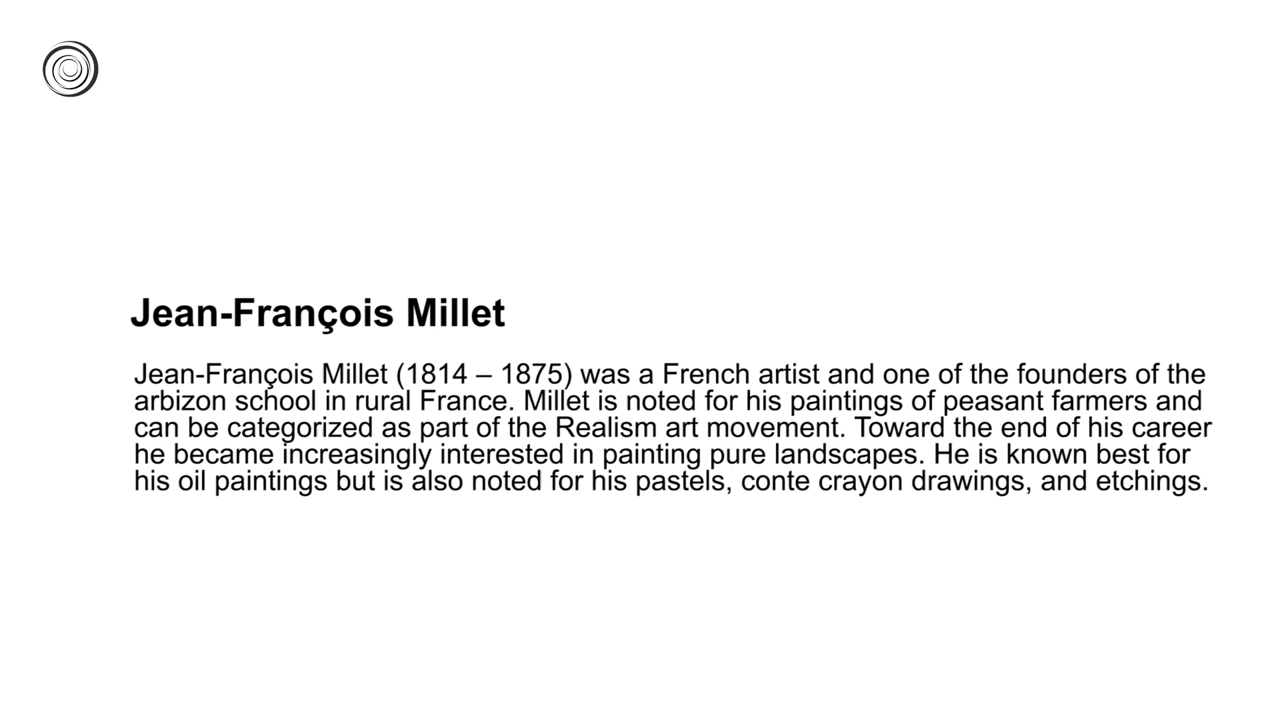 Jean-François Millet
Jean-François Millet (1814 – 1875) was a French artist and one of the founders of the
arbizon school in rural France. Millet is noted for his paintings of peasant farmers and
can be categorized as part of the Realism art movement. Toward the end of his career
he became increasingly interested in painting pure landscapes. He is known best for
his oil paintings but is also noted for his pastels, conte crayon drawings, and etchings.